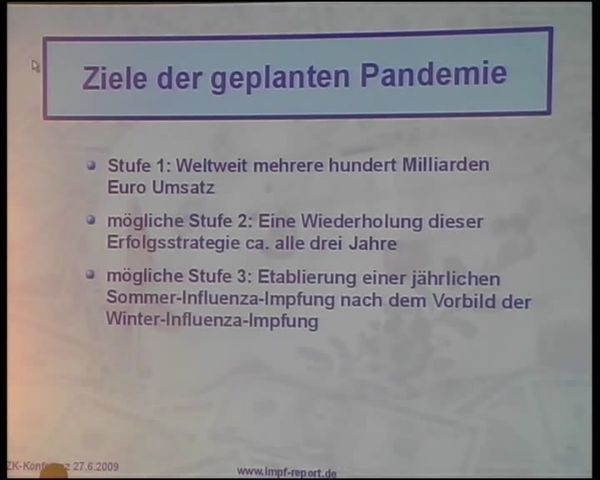 Ziele der geplanten Pandemie
Stufe 1: Weltweit mehrere hundert Milliarden
Euro Umsatz
mögliche Stufe 2: Eine Wiederholung dieser
Erfolgsstrategie ca. alle drei Jahre
mögliche Stufe 3: Etablierung einer jährlichen
Sommer-Influenza-Impfung nach dem Vorbild der
Winter-Influenza-Impfung
27.6.2009
www.impf-report.de